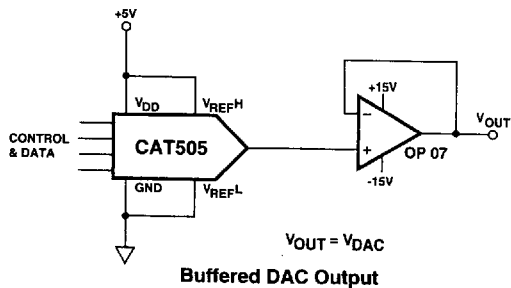 +5V
VDD
VREFH
CONTROL
& DATA
CAT505
GND
VREFL
+15V
−
+
-15V
OP 07
VOUT
VOUT = VDAC
Buffered DAC Output